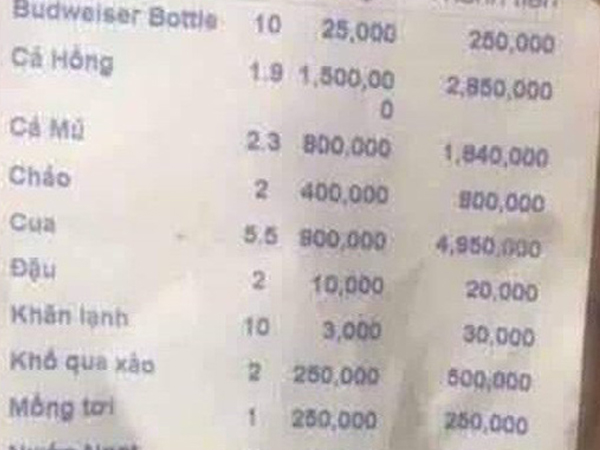 Budweiser Bottle 10 25,000 250,000
Cá Hồng 1.9 1,500,00 2,850,000
0
Cá Mú 2.3 800,000 1,840,000
Cháo 2 400,000 800,000
Cua 5.5 900,000 4,950,000
Đậu 2 10,000 20,000
Khăn lạnh 10 3,000 30,000
Khổ qua xào 2 250,000 500,000
Mồng tơi 1 250,000 250,000